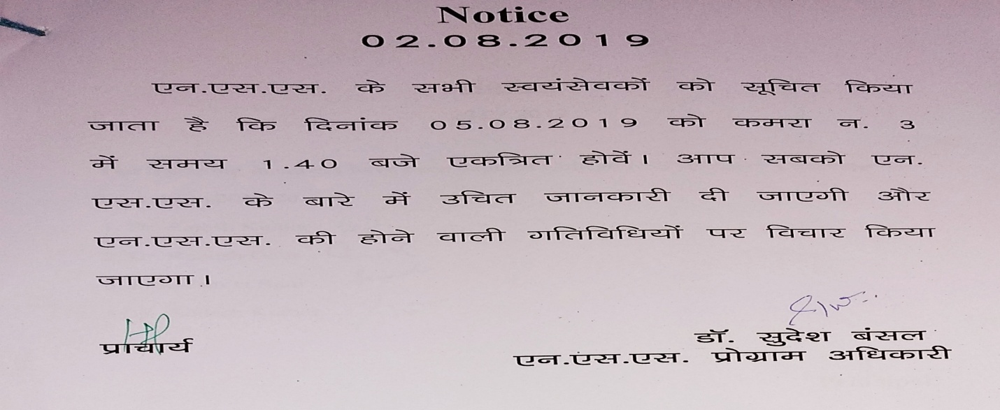 Notice
02.08.2019
एन.एस.एस. के सभी स्वयंसेवकों को सूचित किया
जाता है कि दिनांक 05.08.2019 को कमरा न. 3
में समय 1.40 बजे एकत्रित होवें। आप सबको एन.
एस.एस. के बारे में उचित जानकारी दी जाएगी और
एन.एस.एस. की होने वाली गतिविधियों पर विचार किया
जाएगा।
प्राचार्य
डॉ. सुदेश बंसल
एन.एस.एस. प्रोग्राम अधिकारी